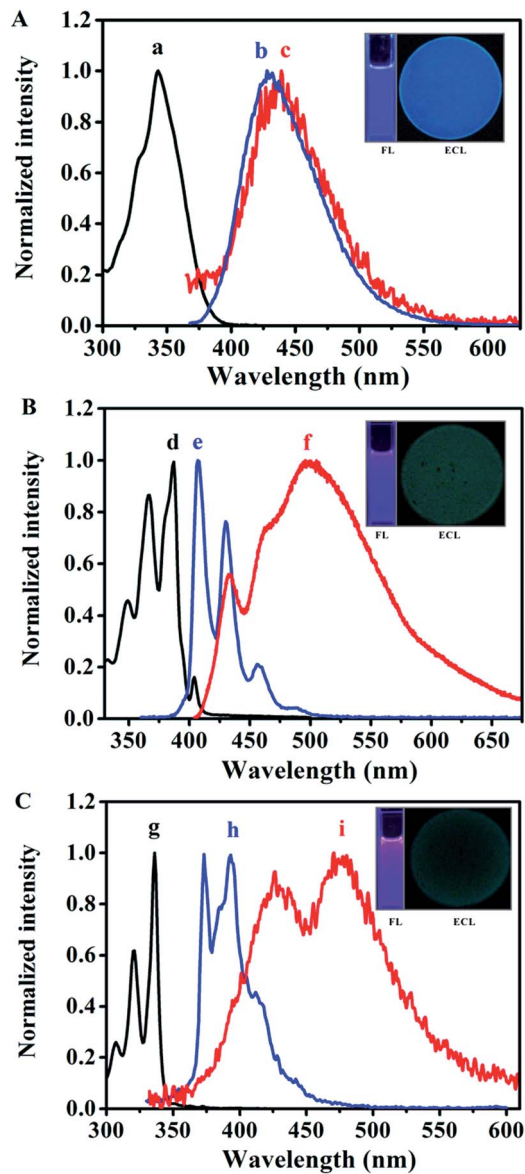 A
Normalized intensity
1.2
1.0
0.8
0.6
0.4
0.2
0.0
a
b
c
FL
ECL
300
350
400
450
500
550
600
Wavelength (nm)
B
Normalized intensity
1.2
1.0
0.8
0.6
0.4
0.2
0.0
d
e
f
FL
ECL
350
400
450
500
550
600
650
Wavelength (nm)
C
Normalized intensity
1.2
1.0
0.8
0.6
0.4
0.2
0.0
g
h
i
FL
ECL
300
350
400
450
500
550
600
Wavelength (nm)